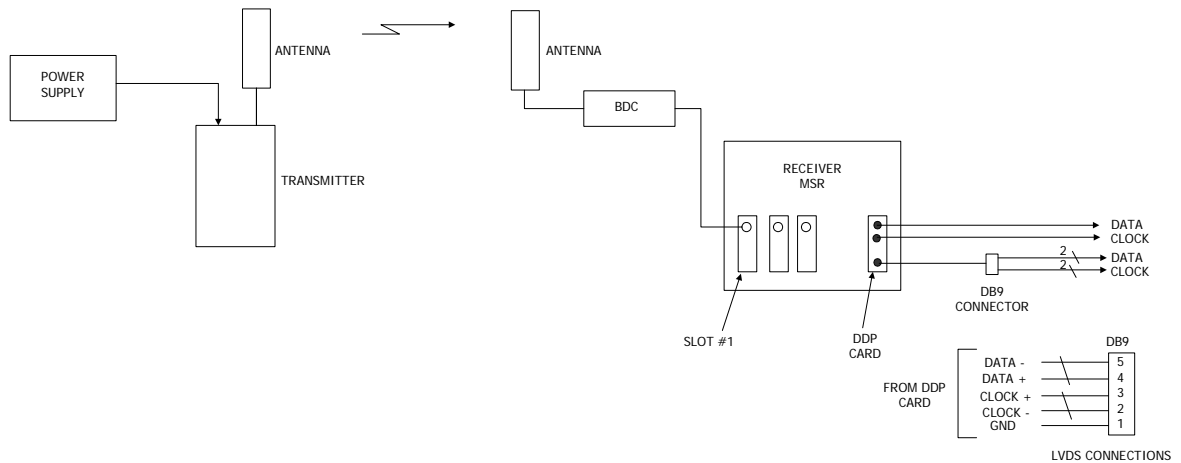 POWER
SUPPLY
ANTENNA
TRANSMITTER
ANTENNA
BDC
RECEIVER
MSR
DATA
CLOCK
2
DATA
2
CLOCK
DB9
CONNECTOR
SLOT #1
DDP
CARD
DB9
FROM DDP
CARD
DATA - 5
DATA + 4
CLOCK + 3
CLOCK - 2
GND 1
LVDS CONNECTIONS